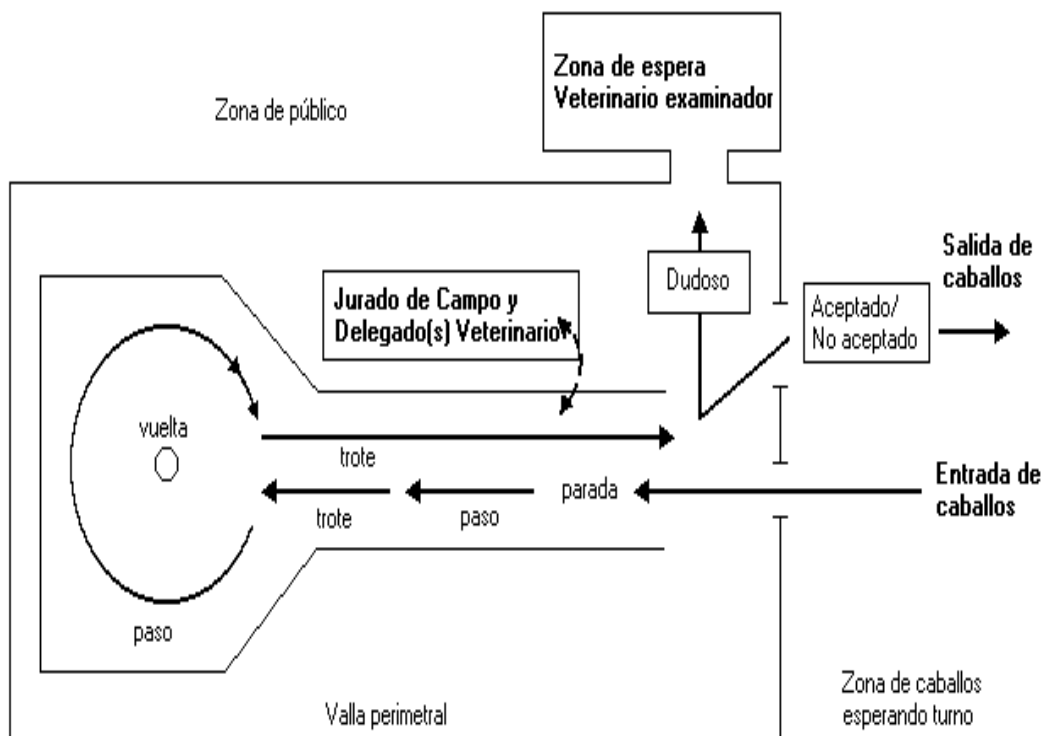 Zona de espera
Veterinario examinador
Zona de público
Salida de
caballos
Dudoso
Jurado de Campo y
Delegado(s) Veterinario
Aceptado/
No aceptado
vuelta
trote
Entrada de
caballos
parada
trote
paso
paso
Zona de caballos
esperando turno
Valla perimetral